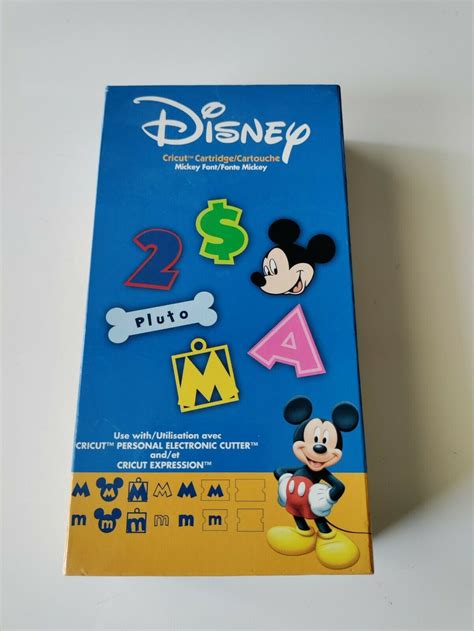 Disney
Cricut™ Cartridge/Cartouche
Mickey Font/Fonte Mickey
2 $
Pluto
M A
Use with/Utilisation avec
CRICUT™ PERSONAL ELECTRONIC CUTTER™
and/et
CRICUT EXPRESSION™
M M M M M M
m m m m m m